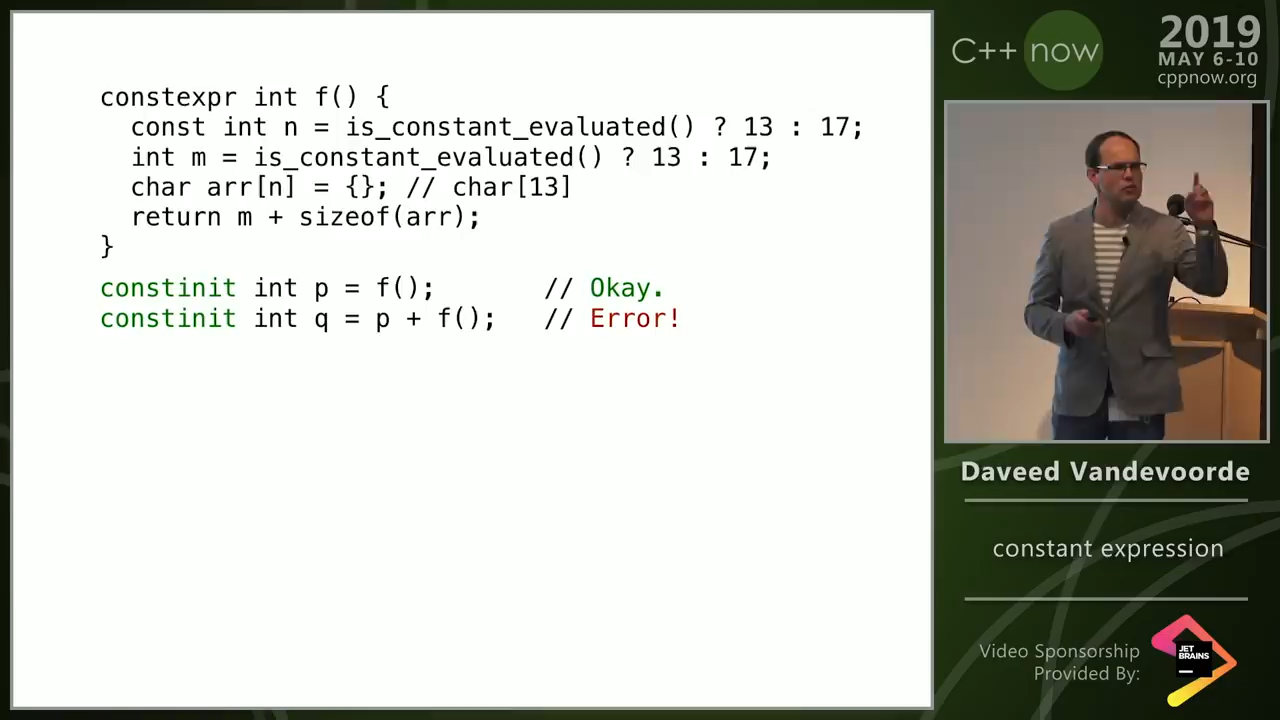 constexpr int f() {
const int n = is_constant_evaluated() ? 13 : 17;
int m = is_constant_evaluated() ? 13 : 17;
char arr[n] = {}; // char[13]
return m + sizeof(arr);
}
constinit int p = f(); // Okay.
constinit int q = p + f(); // Error!
C++ now
2019
MAY 6-10
cppnow.org
Daveed Vandevoorde
constant expression
Video Sponsorship
Provided By:
JET
BRAINS